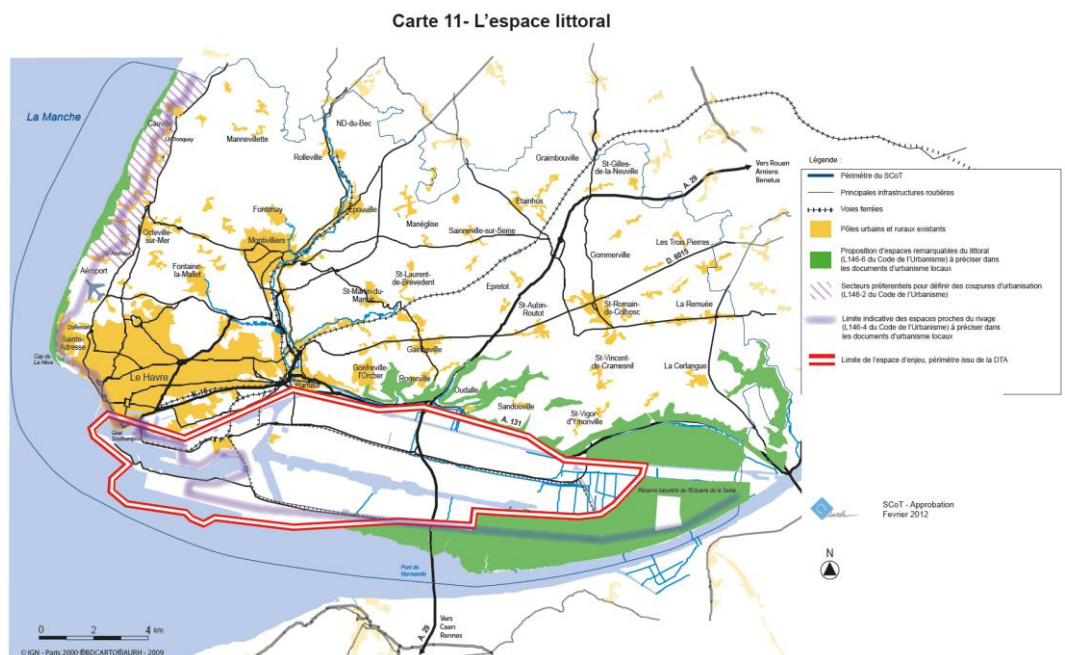 Carte 11- L'espace littoral
La Manche
Cauville
Mannevillette
ND-du-Bec
Rolleville
Graimbouville
St-Gilles-
de-la-Neuville
Vers Rouen
Amiens
Benelux
A. 29
Etainhus
Fontenay
Epouville
Manéglise
Sainneville-sur-Seine
Octeville-
sur-Mer
Montivilliers
Les Trois Pierres
Gommerville
D. 6015
Aéroport
Fontaine-
la-Mallet
St-Laurent-
de-Brèvedent
St-Martin-du-
Manoir
Epretot
St-Aubin-
Routot
St-Romain-
de-Colbosc
La Remuée
Sainte-
Adresse
Cap de
La Hève
Gainneville
Le Havre
Gonfreville
l'Orcher
Rogerville
Harfleur
Oudalle
St-Vincent-
de-Cramesnil
La Cerlangue
Sandouville
A. 131
St-Vigor-
d'Ymonville
Réserve naturelle de l'Estuaire de la Seine
Pont de
Normandie
A. 29
Vers
Caen
Rennes
0 2 4 km
© IGN - Paris 2000 ®BDCARTO®AURH - 2009
Légende :
Périmètre du SCoT
Principales infrastructures routières
Voies ferrées
Pôles urbains et ruraux existants
Proposition d'espaces remarquables du littoral
(L146-6 du Code de l'Urbanisme) à préciser dans
les documents d'urbanisme locaux
Secteurs préferentiels pour définir des coupures d'urbanisation
(L146-2 du Code de l'Urbanisme)
Limite indicative des espaces proches du rivage
(L146-4 du Code de l'Urbanisme) à préciser dans
les documents d'urbanisme locaux
Limite de l'espace d'enjeu, périmètre issu de la DTA
SCoT - Approbation
Fevrier 2012
N